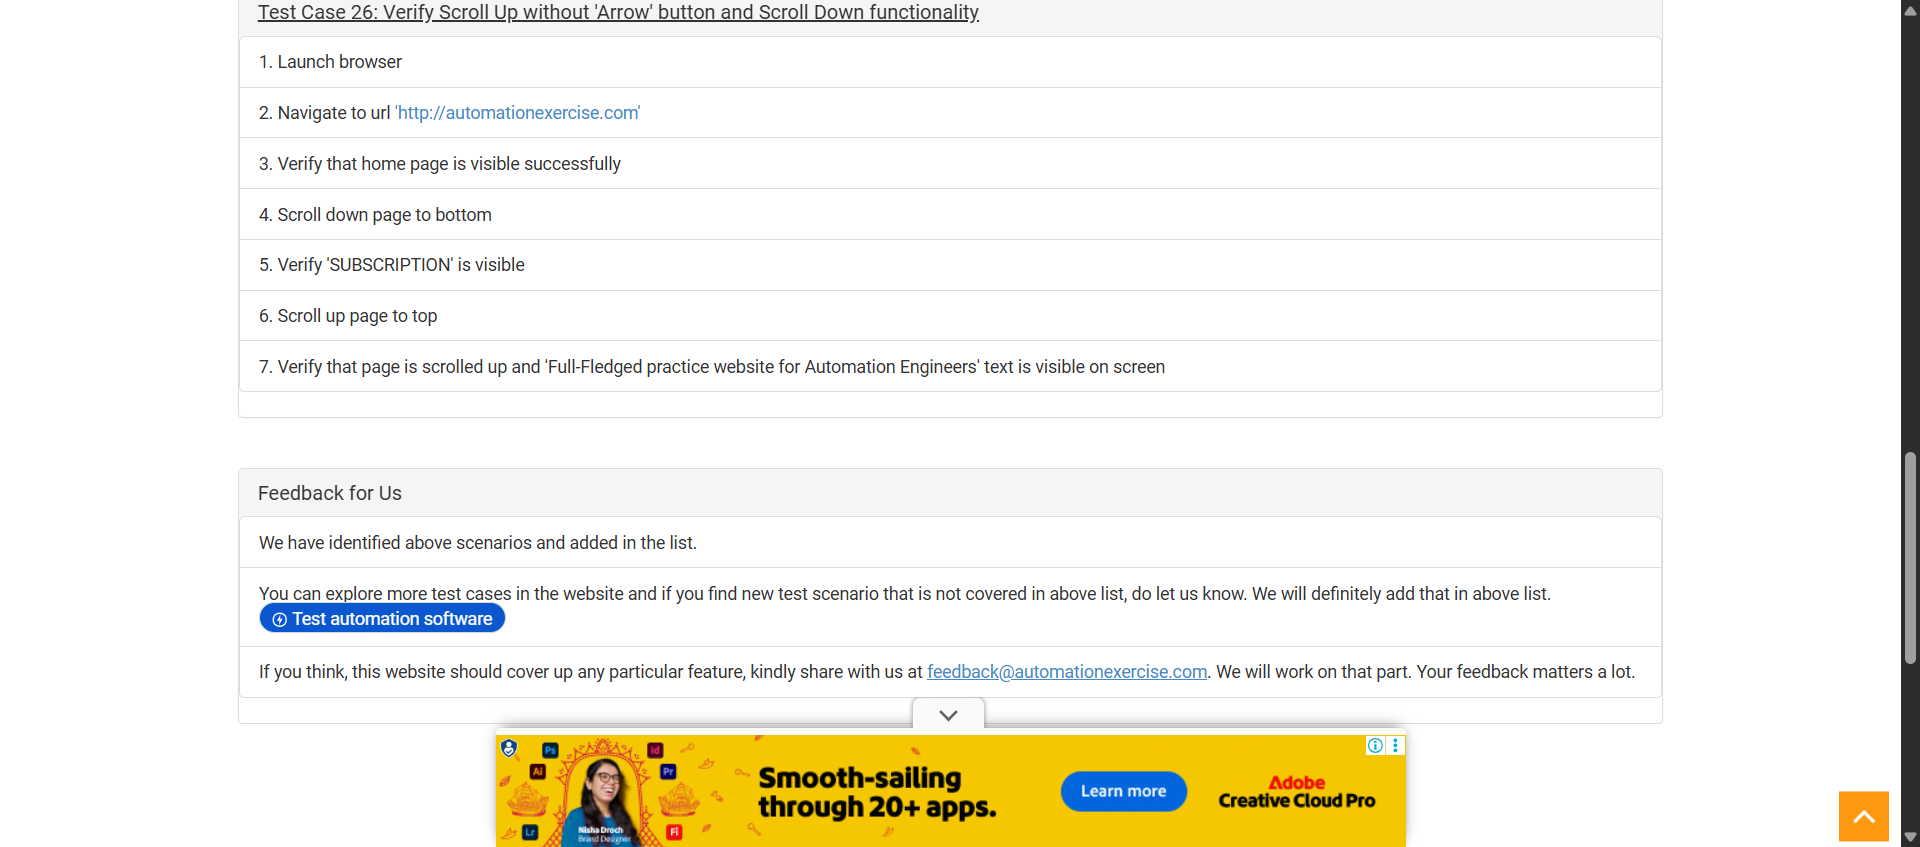 Test Case 26: Verify Scroll Up without 'Arrow' button and Scroll Down functionality
1. Launch browser
2. Navigate to url 'http://automationexercise.com'
3. Verify that home page is visible successfully
4. Scroll down page to bottom
5. Verify 'SUBSCRIPTION' is visible
6. Scroll up page to top
7. Verify that page is scrolled up and 'Full-Fledged practice website for Automation Engineers' text is visible on screen
Feedback for Us
We have identified above scenarios and added in the list.
You can explore more test cases in the website and if you find new test scenario that is not covered in above list, do let us know. We will definitely add that in above list.
Test automation software
If you think, this website should cover up any particular feature, kindly share with us at feedback@automationexercise.com. We will work on that part. Your feedback matters a lot.
Ps
Id
Ai
Pr
Lr
Fl
Nisha Droch
Brand Designer
Smooth-sailing
through 20+ apps.
Learn more
Adobe
Creative Cloud Pro